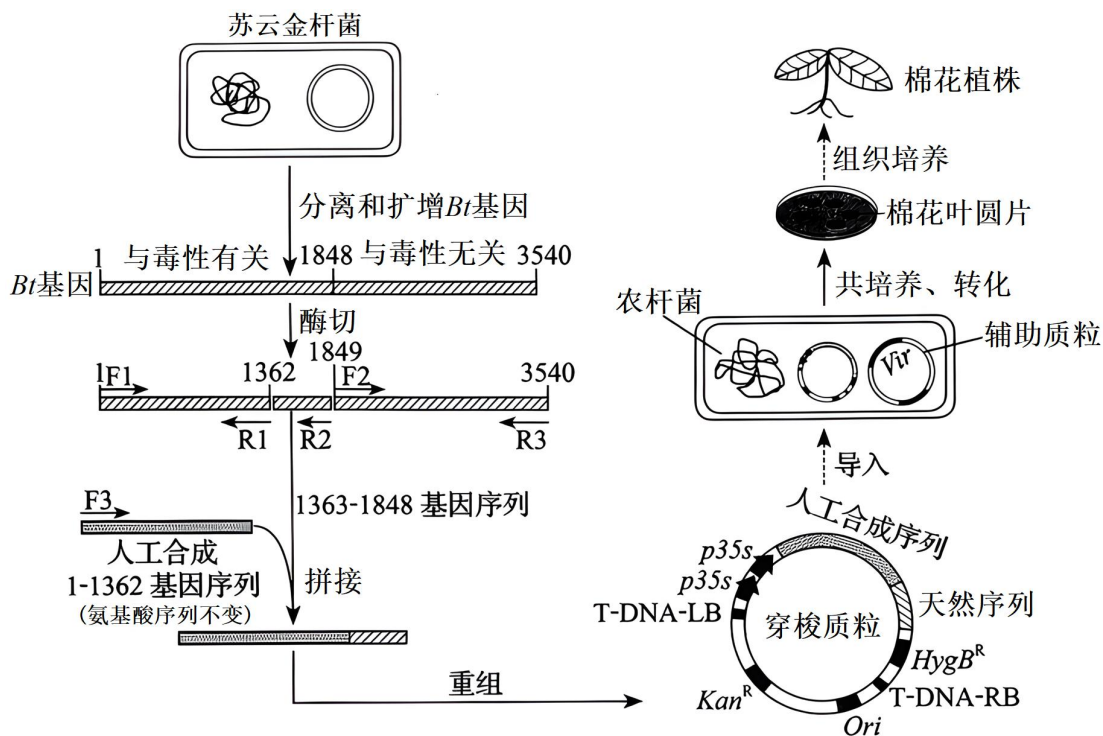 苏云金杆菌
分离和扩增Bt基因
1 与毒性有关 1848 与毒性无关 3540
Bt基因
酶切
1 F1 1362 1849 F2 3540
R1 R2 R3
1363-1848 基因序列
F3
人工合成
1-1362 基因序列
(氨基酸序列不变)
拼接
重组
棉花植株
组织培养
棉花叶圆片
共培养、转化
农杆菌
辅助质粒
Vir
导入
人工合成序列
p35s
p35s
T-DNA-LB
穿梭质粒
天然序列
HygBᴿ
T-DNA-RB
Kanᴿ
Ori